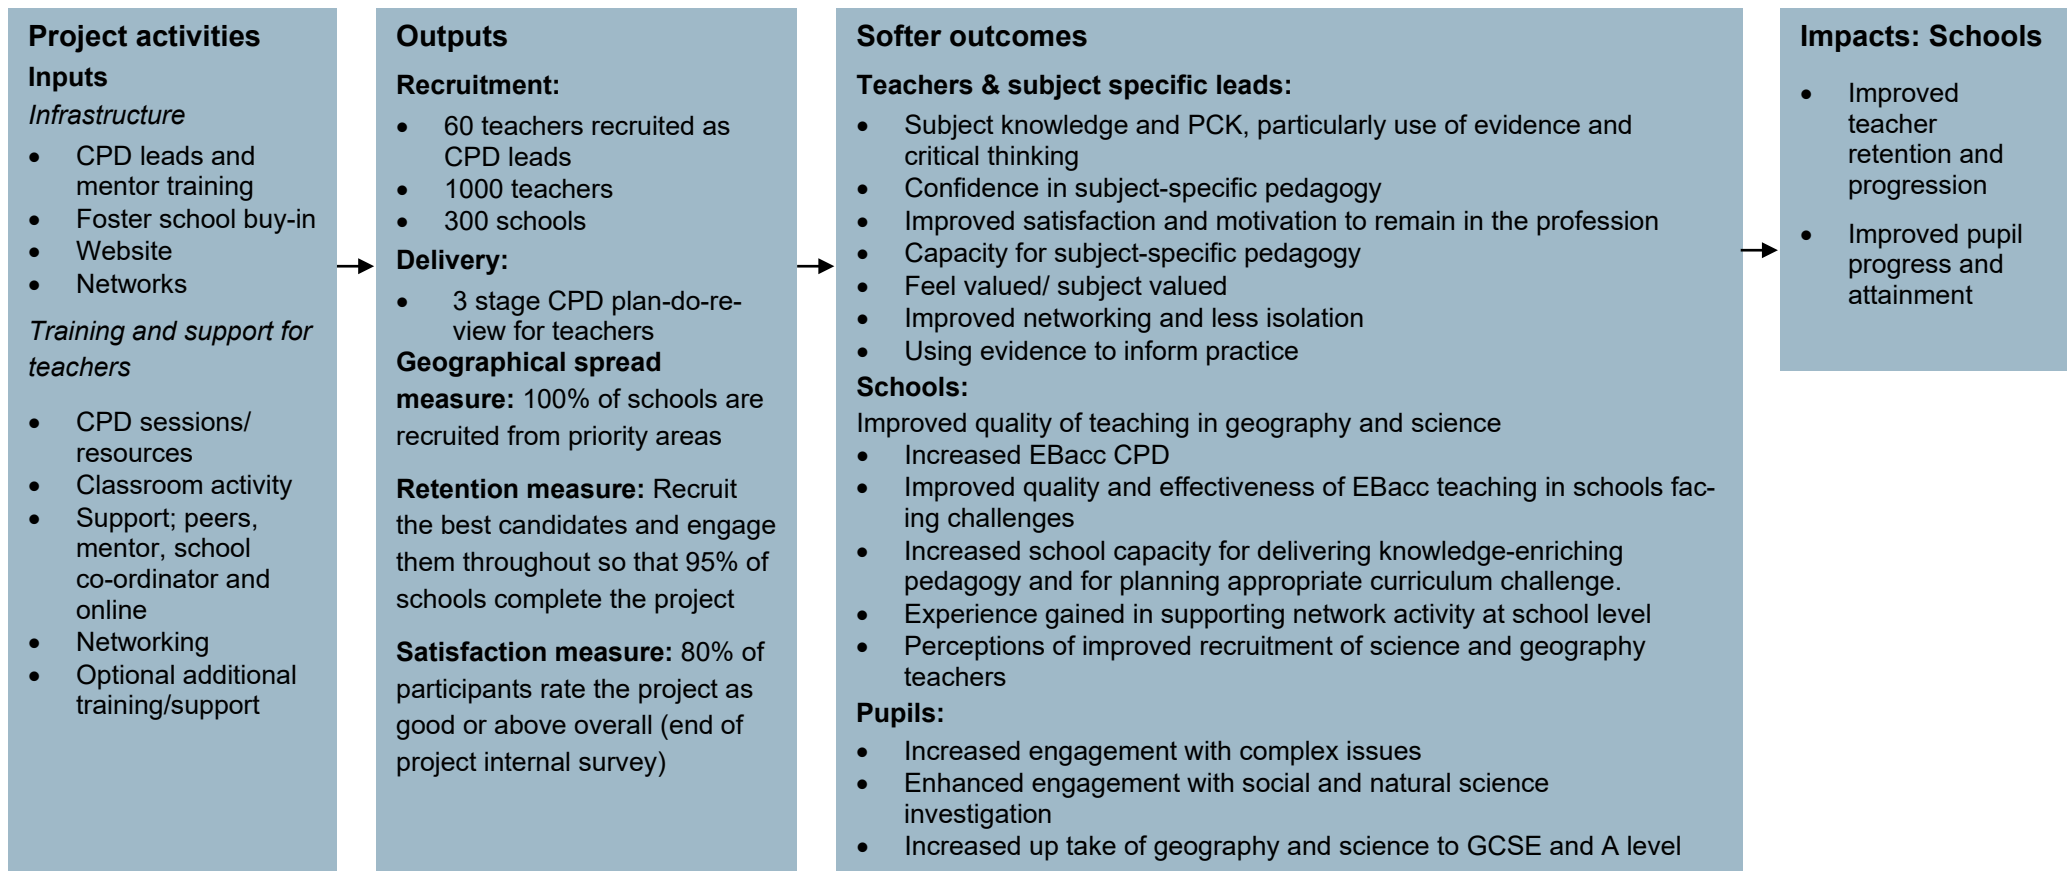 Project activities
Inputs
Infrastructure
• CPD leads and
mentor training
• Foster school buy-in
• Website
• Networks
Training and support for
teachers
• CPD sessions/
resources
• Classroom activity
• Support; peers,
mentor, school
co-ordinator and
online
• Networking
• Optional additional
training/support
Outputs
Recruitment:
• 60 teachers recruited as
CPD leads
• 1000 teachers
• 300 schools
Delivery:
• 3 stage CPD plan-do-re-
view for teachers
Geographical spread
measure: 100% of schools are
recruited from priority areas
Retention measure: Recruit
the best candidates and engage
them throughout so that 95% of
schools complete the project
Satisfaction measure: 80% of
participants rate the project as
good or above overall (end of
project internal survey)
Softer outcomes
Teachers & subject specific leads:
• Subject knowledge and PCK, particularly use of evidence and
critical thinking
• Confidence in subject-specific pedagogy
• Improved satisfaction and motivation to remain in the profession
• Capacity for subject-specific pedagogy
• Feel valued/ subject valued
• Improved networking and less isolation
• Using evidence to inform practice
Schools:
Improved quality of teaching in geography and science
• Increased EBacc CPD
• Improved quality and effectiveness of EBacc teaching in schools fac-
ing challenges
• Increased school capacity for delivering knowledge-enriching
pedagogy and for planning appropriate curriculum challenge.
• Experience gained in supporting network activity at school level
• Perceptions of improved recruitment of science and geography
teachers
Pupils:
• Increased engagement with complex issues
• Enhanced engagement with social and natural science
investigation
• Increased up take of geography and science to GCSE and A level
Impacts: Schools
• Improved
teacher
retention and
progression
• Improved pupil
progress and
attainment